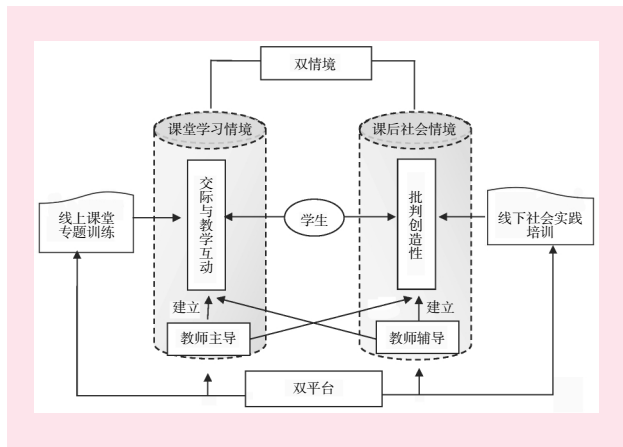 双情境
课堂学习情境
课后社会情境
线上课堂
专题训练
交际与教学互动
学生
批判创造性
线下社会实践
培训
建立
建立
教师主导
教师辅导
双平台